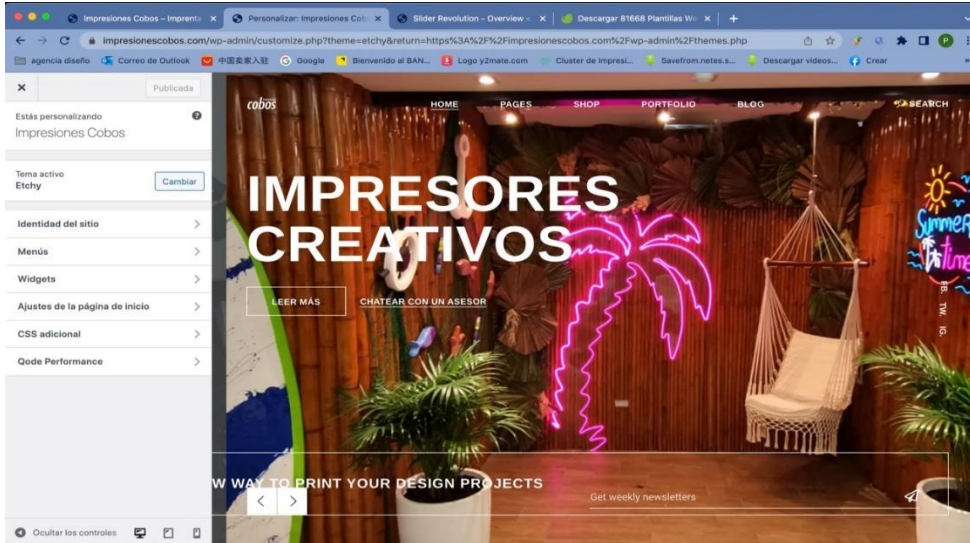 Impresiones Cobos – Imprenta
Personalizar: Impresiones Cob
Slider Revolution – Overview
Descargar 81668 Plantillas We
impresionescobos.com/wp-admin/customize.php?theme=etchy&return=https%3A%2F%2Fimpresionescobos.com%2Fwp-admin%2Fthemes.php
agencia diseño
Correo de Outlook
中国卖家入驻
Google
Bienvenido al BAN...
Logo y2mate.com
Cluster de Impresi...
Savefrom.netes.s...
Descargar videos...
Crear
Publicada
Estás personalizando
Impresiones Cobos
Tema activo
Etchy
Cambiar
Identidad del sitio
Menús
Widgets
Ajustes de la página de inicio
CSS adicional
Qode Performance
Ocultar los controles
cobos
HOME PAGES SHOP PORTFOLIO BLOG
SEARCH
IMPRESORES
CREATIVOS
LEER MÁS
CHATEAR CON UN ASESOR
Summer
time
FB. TW. IG.
W WAY TO PRINT YOUR DESIGN PROJECTS
Get weekly newsletters